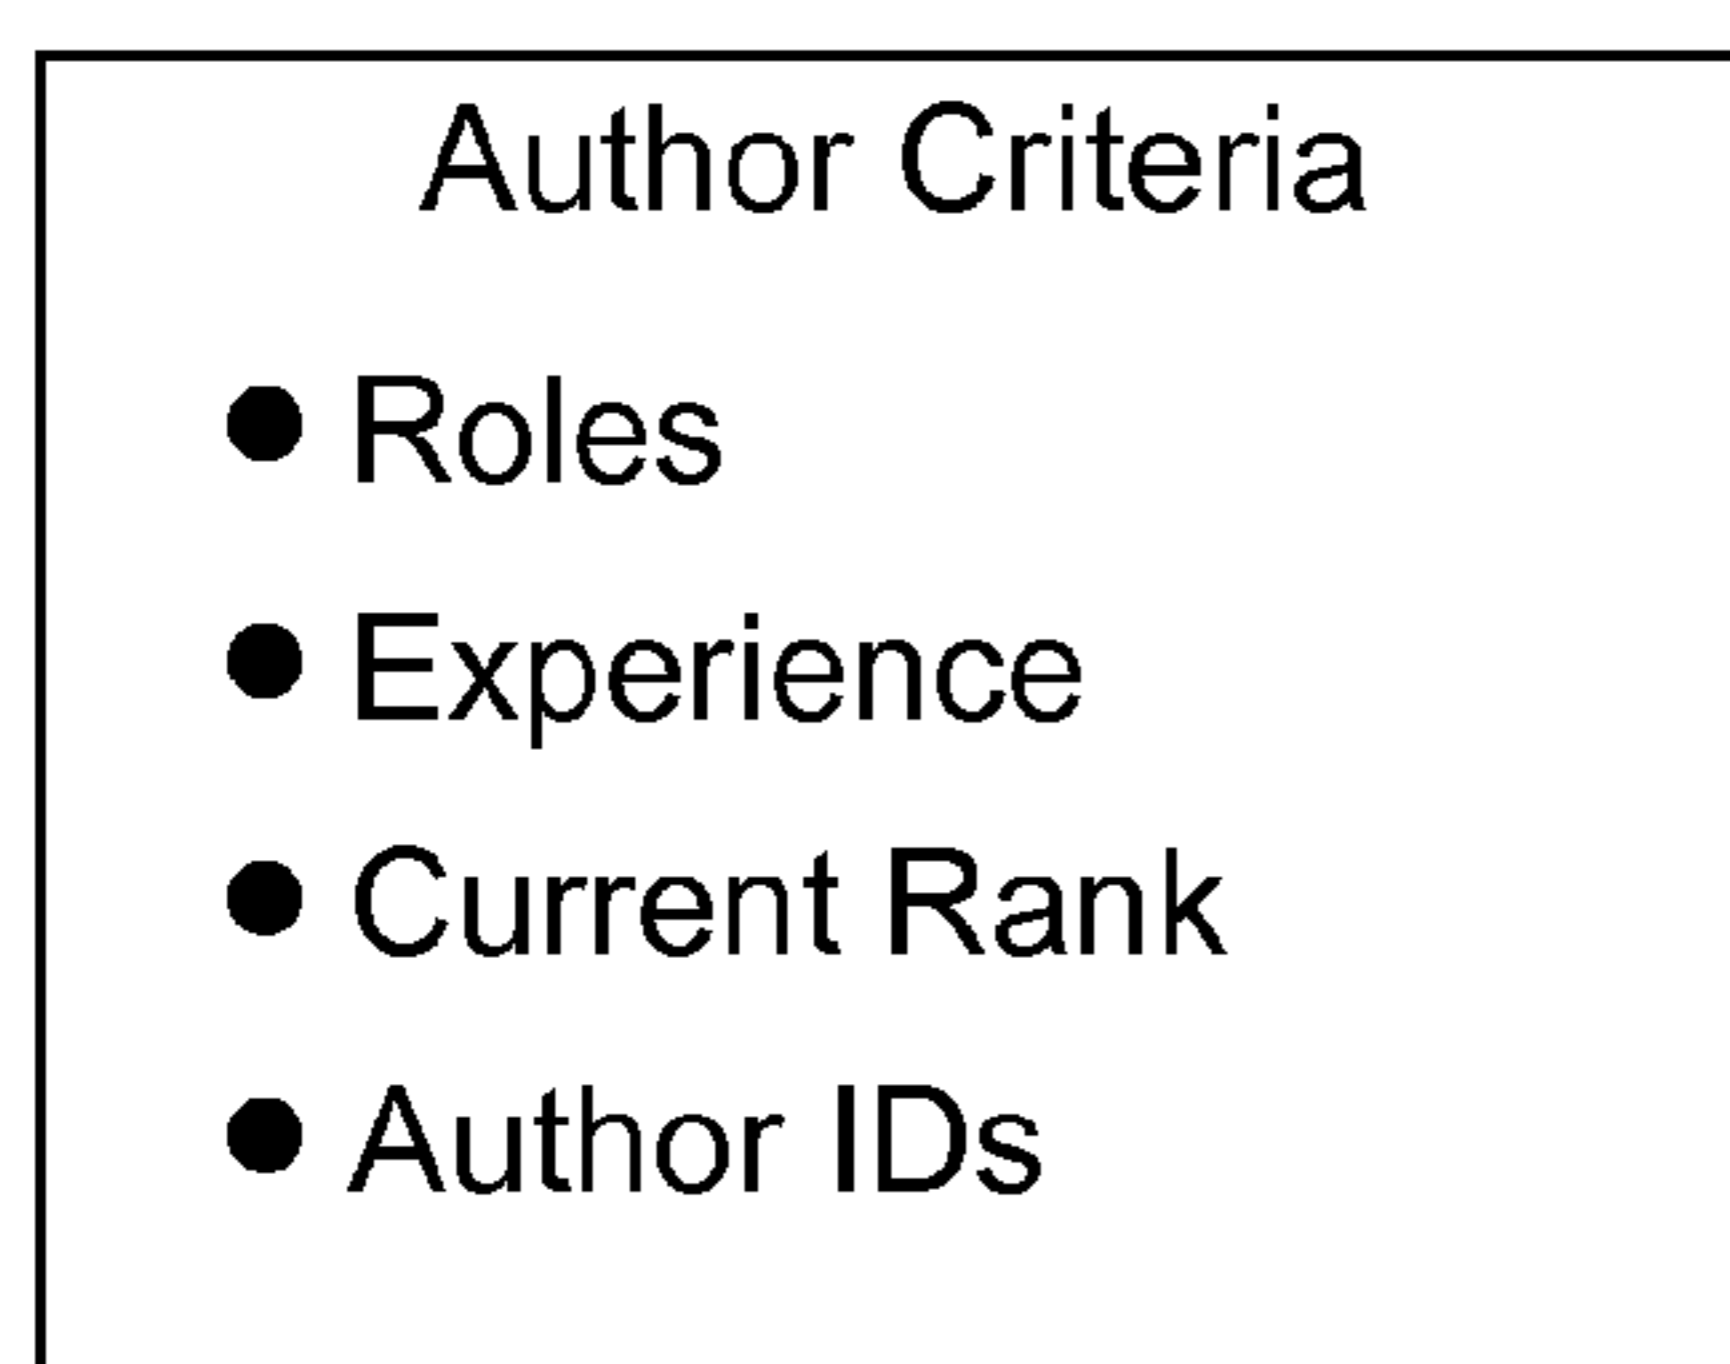 Author Criteria
● Roles
● Experience
● Current Rank
● Author IDs